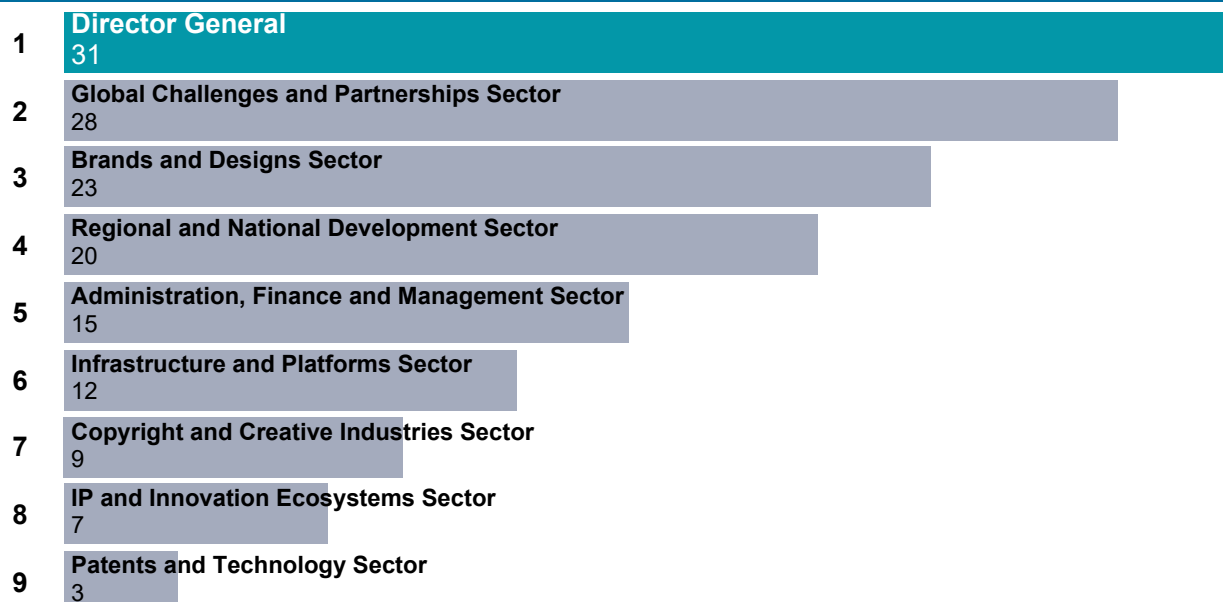 1
Director General
31
2
Global Challenges and Partnerships Sector
28
3
Brands and Designs Sector
23
4
Regional and National Development Sector
20
5
Administration, Finance and Management Sector
15
6
Infrastructure and Platforms Sector
12
7
Copyright and Creative Industries Sector
9
8
IP and Innovation Ecosystems Sector
7
9
Patents and Technology Sector
3